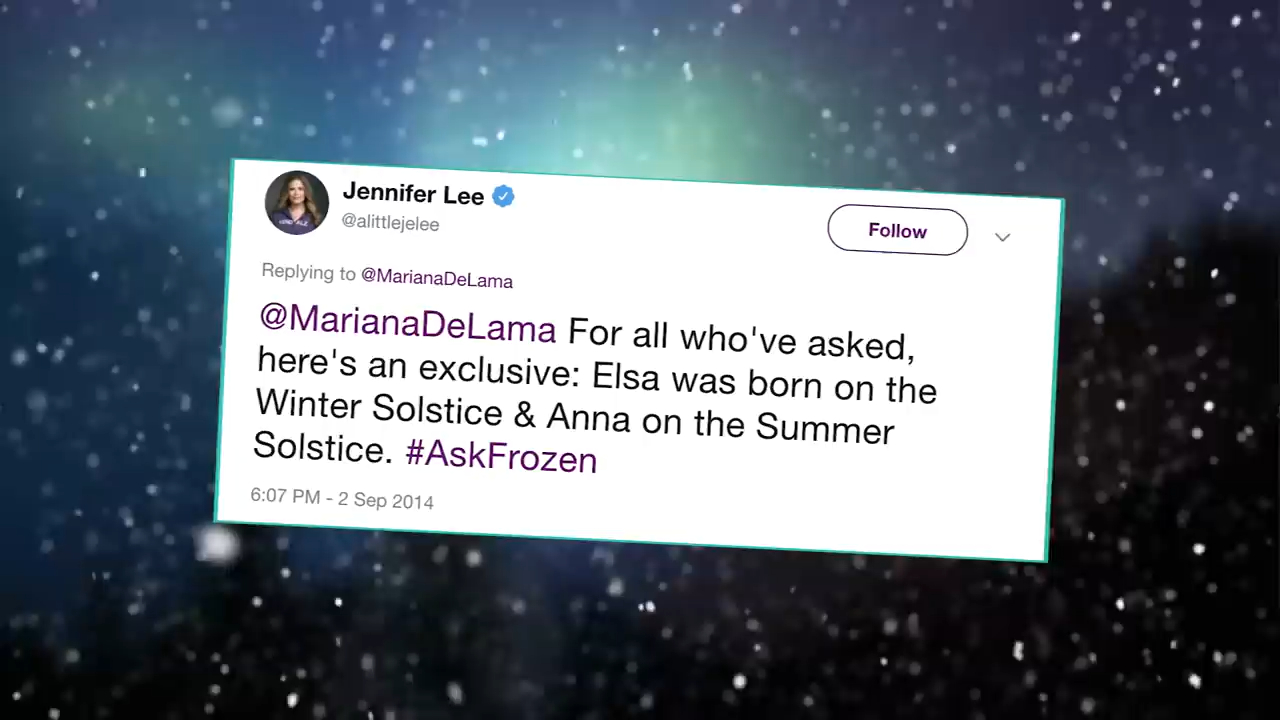 Jennifer Lee
@alittlejelee
Follow
Replying to @MarianaDeLama
@MarianaDeLama For all who've asked,
here's an exclusive: Elsa was born on the
Winter Solstice & Anna on the Summer
Solstice. #AskFrozen
6:07 PM - 2 Sep 2014